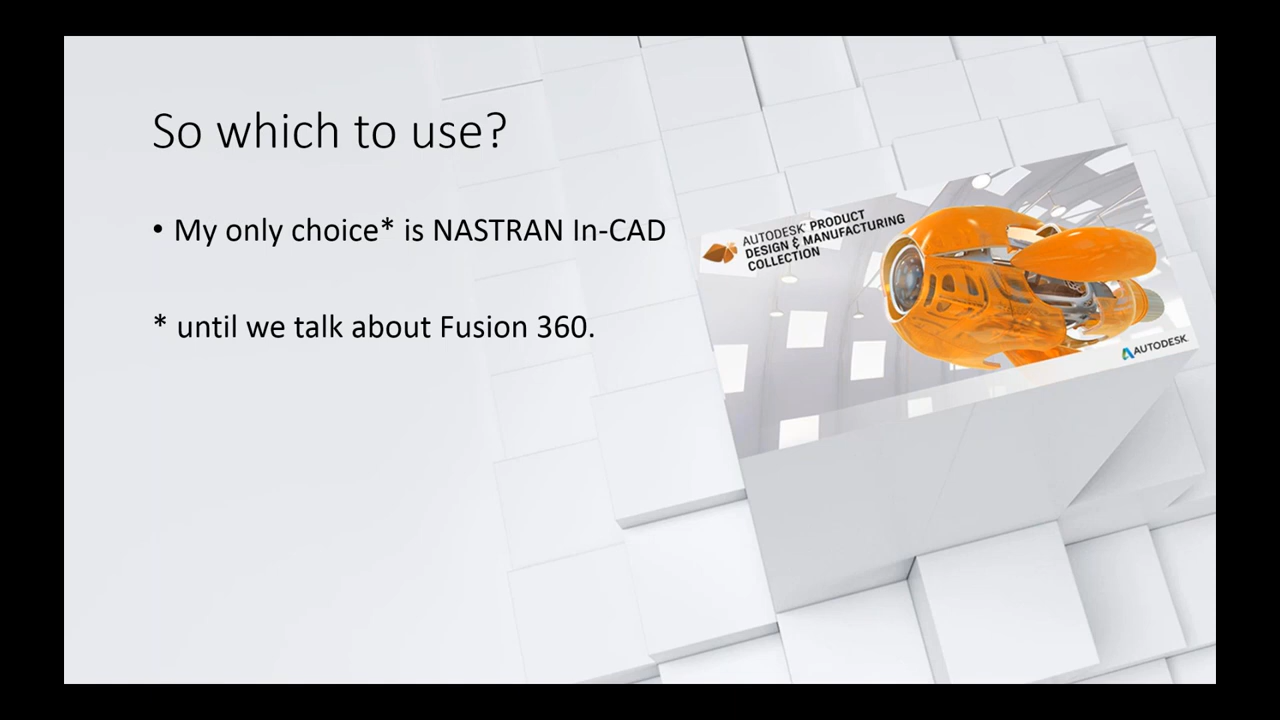 So which to use?
• My only choice* is NASTRAN In-CAD
* until we talk about Fusion 360.
AUTODESK® PRODUCT
DESIGN & MANUFACTURING
COLLECTION
AUTODESK.